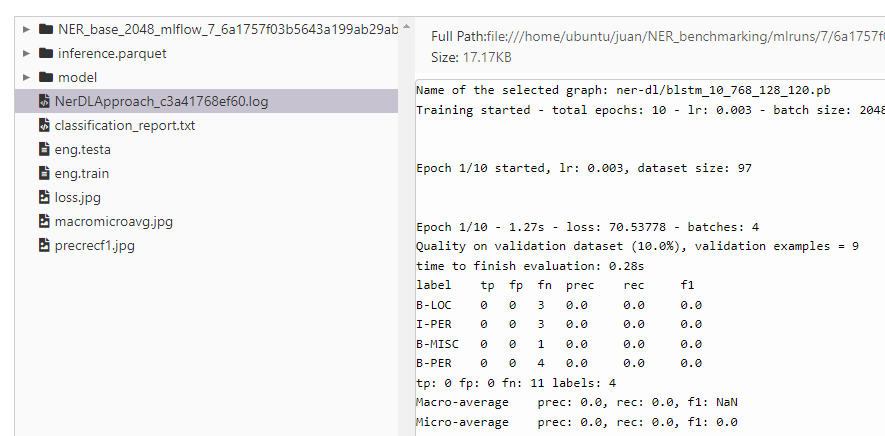 NER_base_2048_mlflow_7_6a1757f03b5643a199ab29ab
inference.parquet
model
NerDLApproach_c3a41768ef60.log
classification_report.txt
eng.testa
eng.train
loss.jpg
macromicroavg.jpg
precrecf1.jpg
Full Path:file:///home/ubuntu/juan/NER_benchmarking/mlruns/7/6a1757f0
Size: 17.17KB
Name of the selected graph: ner-dl/blstm_10_768_128_120.pb
Training started - total epochs: 10 - lr: 0.003 - batch size: 2048
Epoch 1/10 started, lr: 0.003, dataset size: 97
Epoch 1/10 - 1.27s - loss: 70.53778 - batches: 4
Quality on validation dataset (10.0%), validation examples = 9
time to finish evaluation: 0.28s
label tp fp fn prec rec f1
B-LOC 0 0 3 0.0 0.0 0.0
I-PER 0 0 3 0.0 0.0 0.0
B-MISC 0 0 1 0.0 0.0 0.0
B-PER 0 0 4 0.0 0.0 0.0
tp: 0 fp: 0 fn: 11 labels: 4
Macro-average prec: 0.0, rec: 0.0, f1: NaN
Micro-average prec: 0.0, rec: 0.0, f1: 0.0